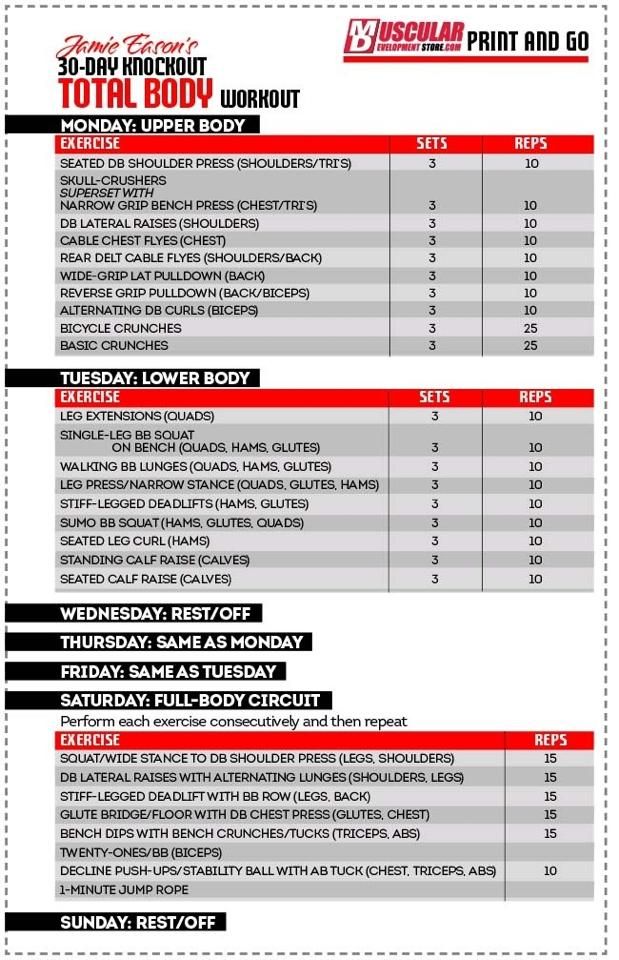 Jamie Eason's
30-DAY KNOCKOUT
TOTAL BODY WORKOUT
MD MUSCULAR DEVELOPMENT STORE.COM PRINT AND GO
MONDAY: UPPER BODY
EXERCISE SETS REPS
SEATED DB SHOULDER PRESS (SHOULDERS/TRI'S) 3 10
SKULL-CRUSHERS
SUPERSET WITH
NARROW GRIP BENCH PRESS (CHEST/TRI'S) 3 10
DB LATERAL RAISES (SHOULDERS) 3 10
CABLE CHEST FLYES (CHEST) 3 10
REAR DELT CABLE FLYES (SHOULDERS/BACK) 3 10
WIDE-GRIP LAT PULLDOWN (BACK) 3 10
REVERSE GRIP PULLDOWN (BACK/BICEPS) 3 10
ALTERNATING DB CURLS (BICEPS) 3 10
BICYCLE CRUNCHES 3 25
BASIC CRUNCHES 3 25
TUESDAY: LOWER BODY
EXERCISE SETS REPS
LEG EXTENSIONS (QUADS) 3 10
SINGLE-LEG BB SQUAT
ON BENCH (QUADS, HAMS, GLUTES) 3 10
WALKING BB LUNGES (QUADS, HAMS, GLUTES) 3 10
LEG PRESS/NARROW STANCE (QUADS, GLUTES, HAMS) 3 10
STIFF-LEGGED DEADLIFTS (HAMS, GLUTES) 3 10
SUMO BB SQUAT (HAMS, GLUTES, QUADS) 3 10
SEATED LEG CURL (HAMS) 3 10
STANDING CALF RAISE (CALVES) 3 10
SEATED CALF RAISE (CALVES) 3 10
WEDNESDAY: REST/OFF
THURSDAY: SAME AS MONDAY
FRIDAY: SAME AS TUESDAY
SATURDAY: FULL-BODY CIRCUIT
Perform each exercise consecutively and then repeat
EXERCISE REPS
SQUAT/WIDE STANCE TO DB SHOULDER PRESS (LEGS, SHOULDERS) 15
DB LATERAL RAISES WITH ALTERNATING LUNGES (SHOULDERS, LEGS) 15
STIFF-LEGGED DEADLIFT WITH BB ROW (LEGS, BACK) 15
GLUTE BRIDGE/FLOOR WITH DB CHEST PRESS (GLUTES, CHEST) 15
BENCH DIPS WITH BENCH CRUNCHES/TUCKS (TRICEPS, ABS) 15
TWENTY-ONES/BB (BICEPS)
DECLINE PUSH-UPS/STABILITY BALL WITH AB TUCK (CHEST, TRICEPS, ABS) 10
1-MINUTE JUMP ROPE
SUNDAY: REST/OFF